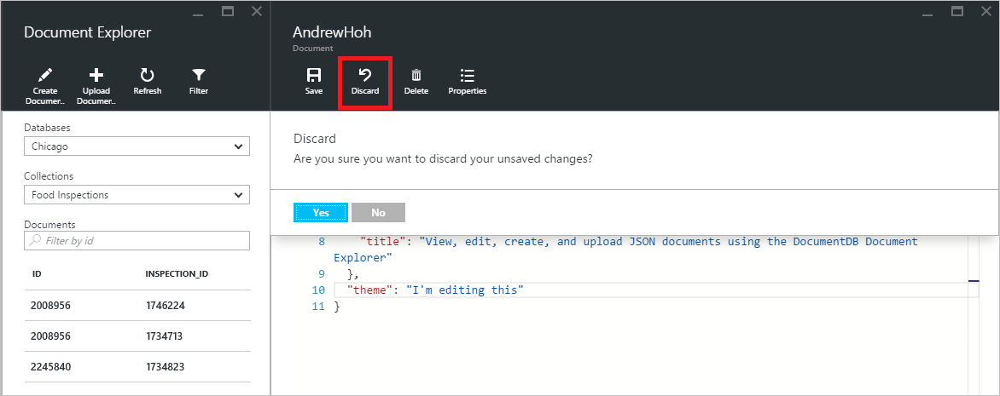 Document Explorer
Create
Documer..
Upload
Documer..
Refresh
Filter
Databases
Chicago
Collections
Food Inspections
Documents
Filter by id
ID INSPECTION_ID
2008956 1746224
2008956 1734713
2245840 1734823
AndrewHoh
Document
Save
Discard
Delete
Properties
Discard
Are you sure you want to discard your unsaved changes?
Yes
No
8 "title": "View, edit, create, and upload JSON documents using the DocumentDB Document
Explorer"
9 },
10 "theme": "I'm editing this"
11 }